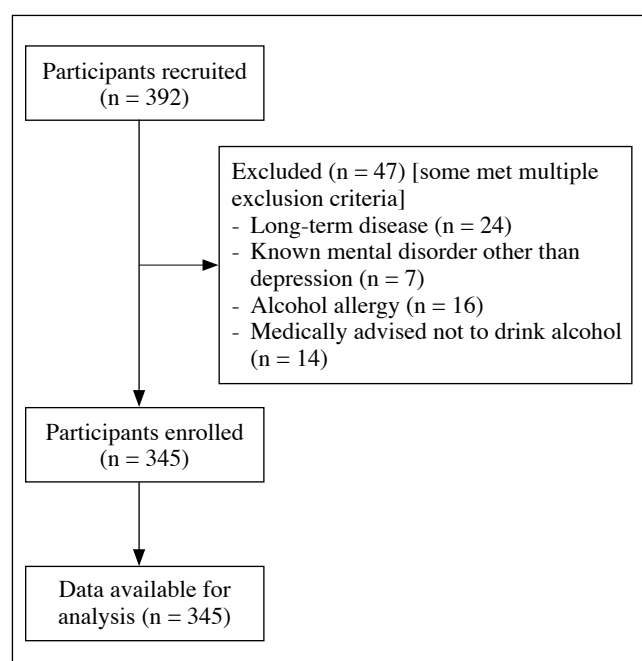 Participants recruited
(n = 392)
Excluded (n = 47) [some met multiple
exclusion criteria]
- Long-term disease (n = 24)
- Known mental disorder other than
depression (n = 7)
- Alcohol allergy (n = 16)
- Medically advised not to drink alcohol
(n = 14)
Participants enrolled
(n = 345)
Data available for
analysis (n = 345)